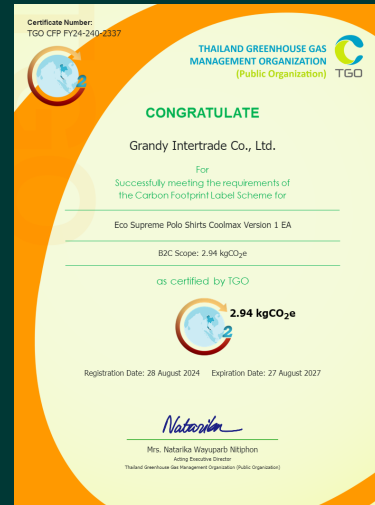 Certificate Number:
TGO CFP FY24-240-2337
THAILAND GREENHOUSE GAS
MANAGEMENT ORGANIZATION
(Public Organization)
TGO
2
CONGRATULATE
Grandy Intertrade Co., Ltd.
For
Successfully meeting the requirements of
the Carbon Footprint Label Scheme for
Eco Supreme Polo Shirts Coolmax Version 1 EA
B2C Scope: 2.94 kgCO2e
as certified by TGO
2.94 kgCO2e
2
Registration Date: 28 August 2024 Expiration Date: 27 August 2027
Natarika
Mrs. Natarika Wayuparb Nitiphon
Acting Executive Director
Thailand Greenhouse Gas Management Organization (Public Organization)